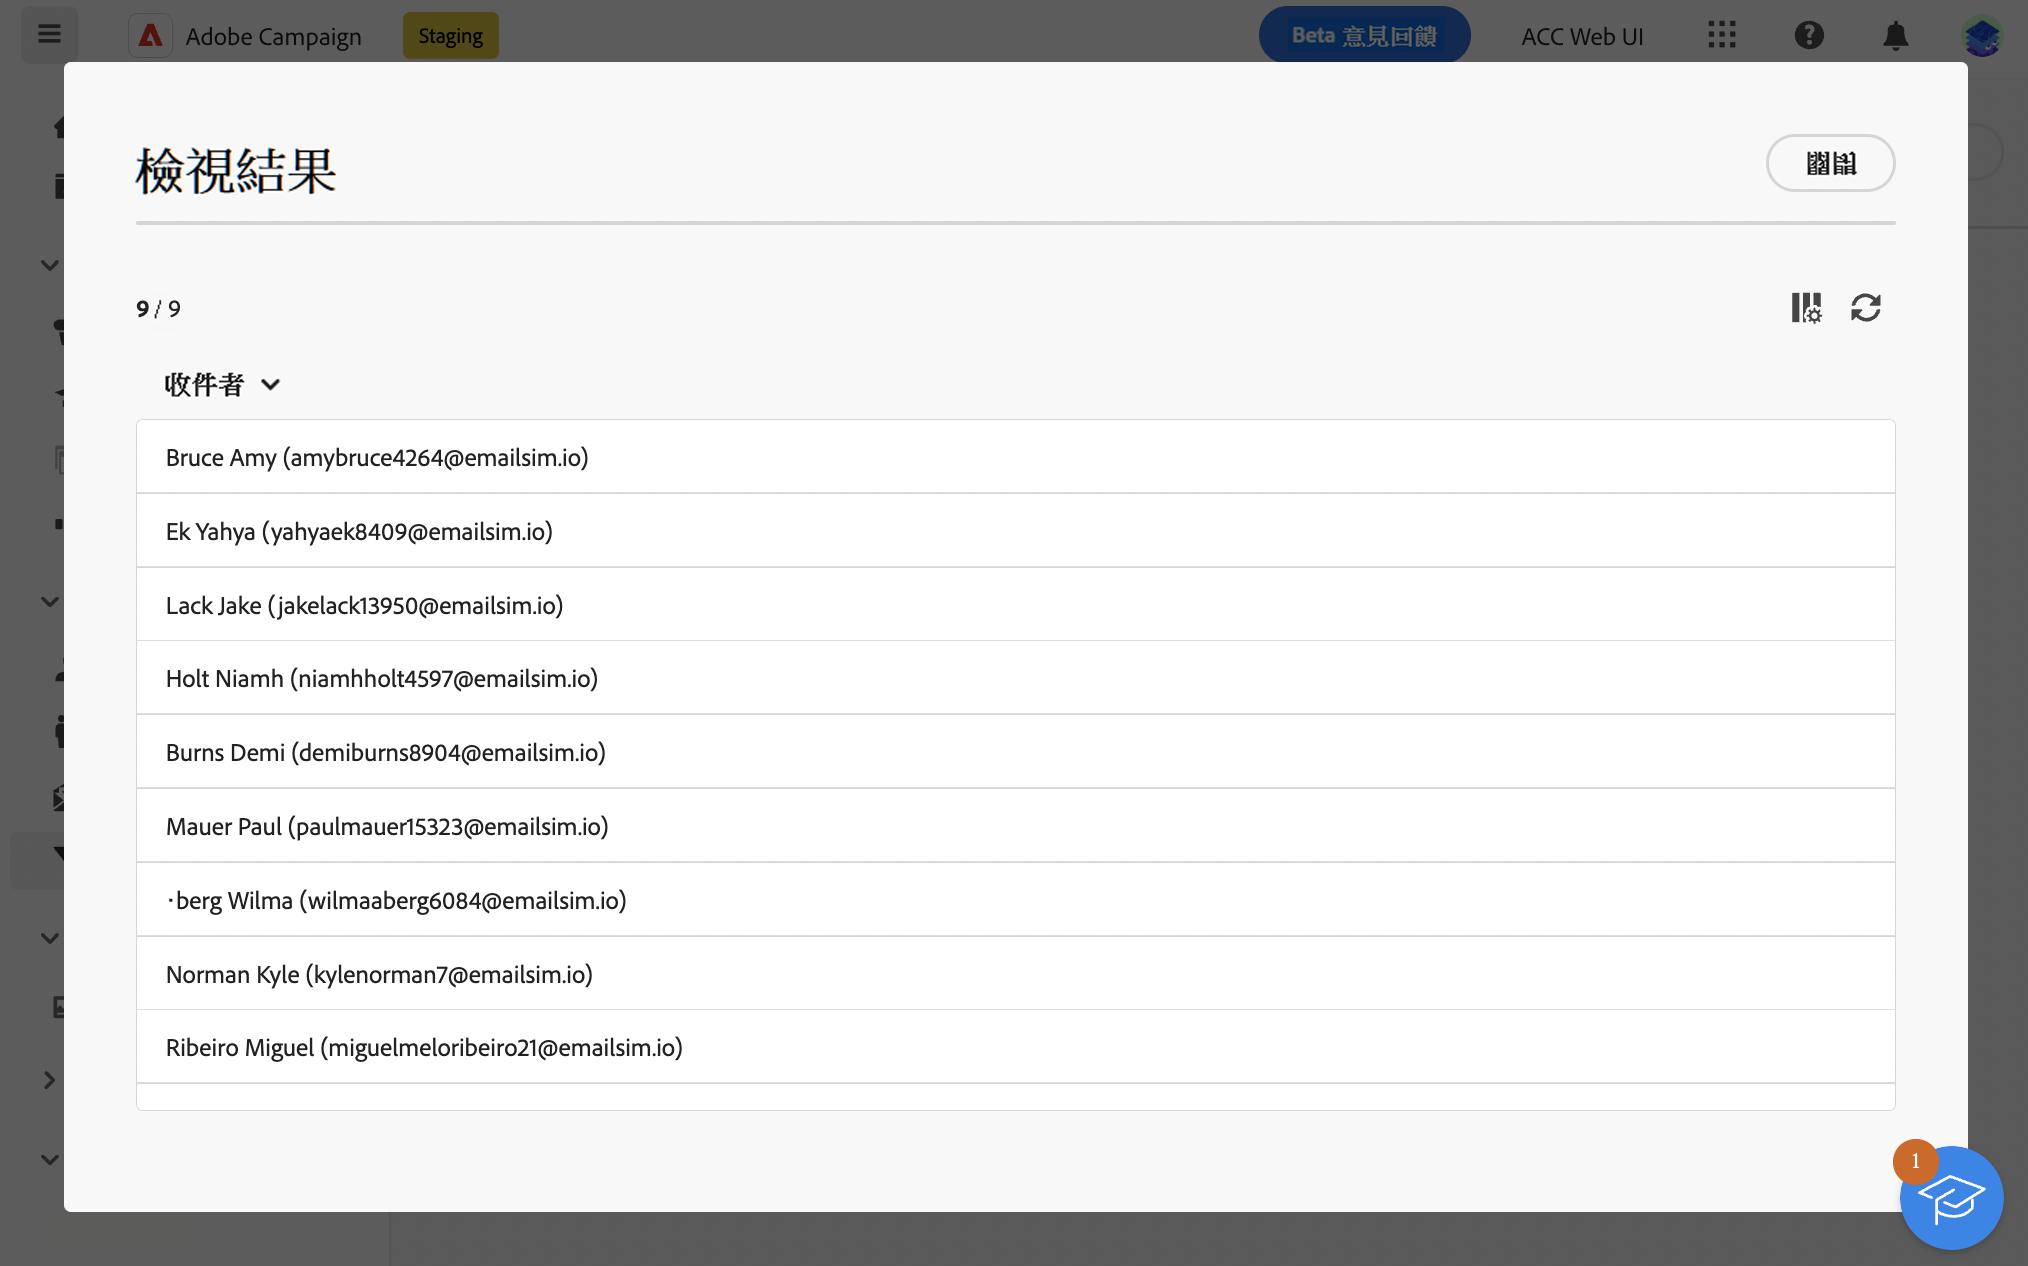 Adobe Campaign
Staging
Beta 意見回饋
ACC Web UI
檢視結果
關閉
9 / 9
收件者
Bruce Amy (amybruce4264@emailsim.io)
Ek Yahya (yahyaek8409@emailsim.io)
Lack Jake (jakelack13950@emailsim.io)
Holt Niamh (niamhholt4597@emailsim.io)
Burns Demi (demiburns8904@emailsim.io)
Mauer Paul (paulmauer15323@emailsim.io)
·berg Wilma (wilmaaberg6084@emailsim.io)
Norman Kyle (kylenorman7@emailsim.io)
Ribeiro Miguel (miguelmeloribeiro21@emailsim.io)
1